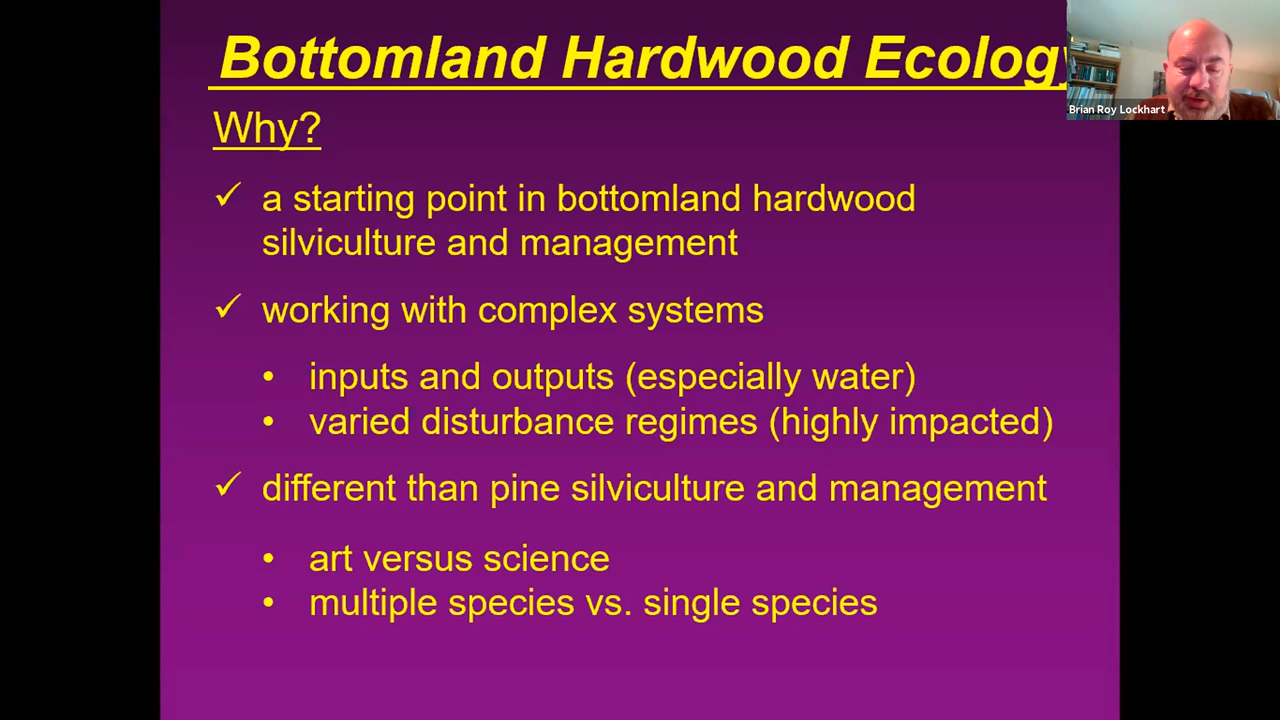 Bottomland Hardwood Ecology
Brian Roy Lockhart
Why?
✓ a starting point in bottomland hardwood
silviculture and management
✓ working with complex systems
• inputs and outputs (especially water)
• varied disturbance regimes (highly impacted)
✓ different than pine silviculture and management
• art versus science
• multiple species vs. single species